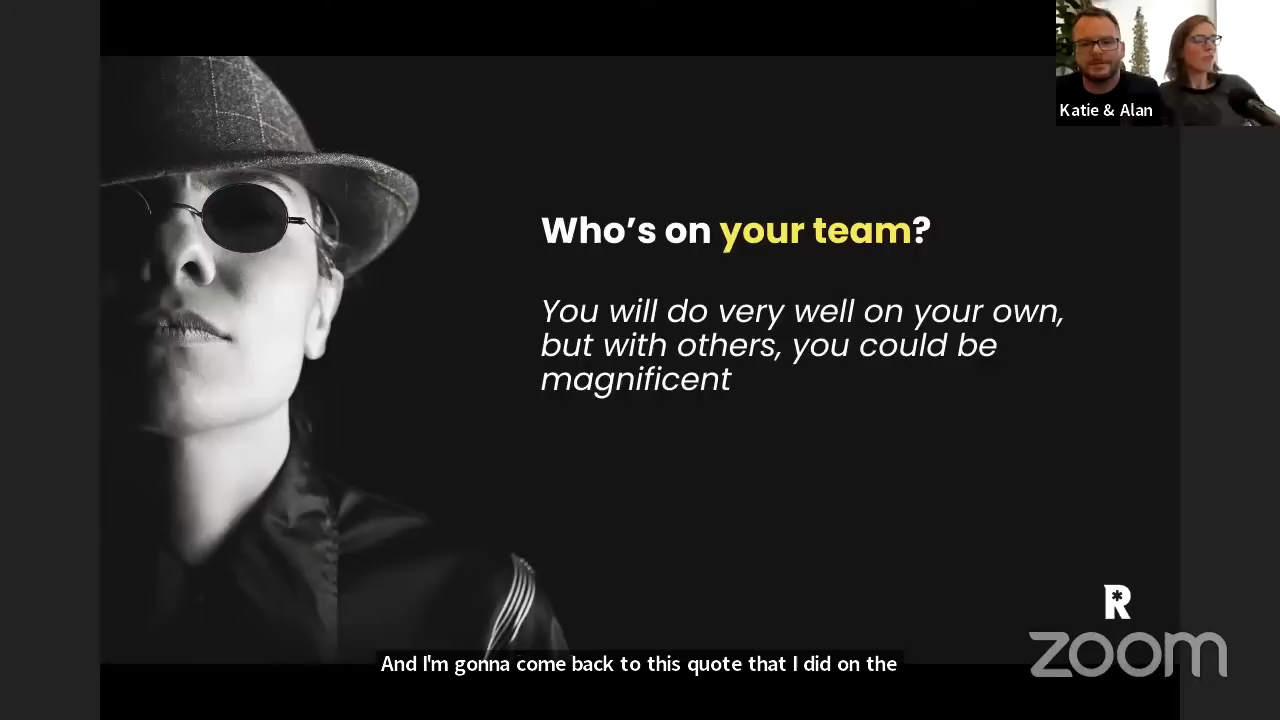 Katie & Alan
Who's on your team?
You will do very well on your own,
but with others, you could be
magnificent
R
zoom
And I'm gonna come back to this quote that I did on the